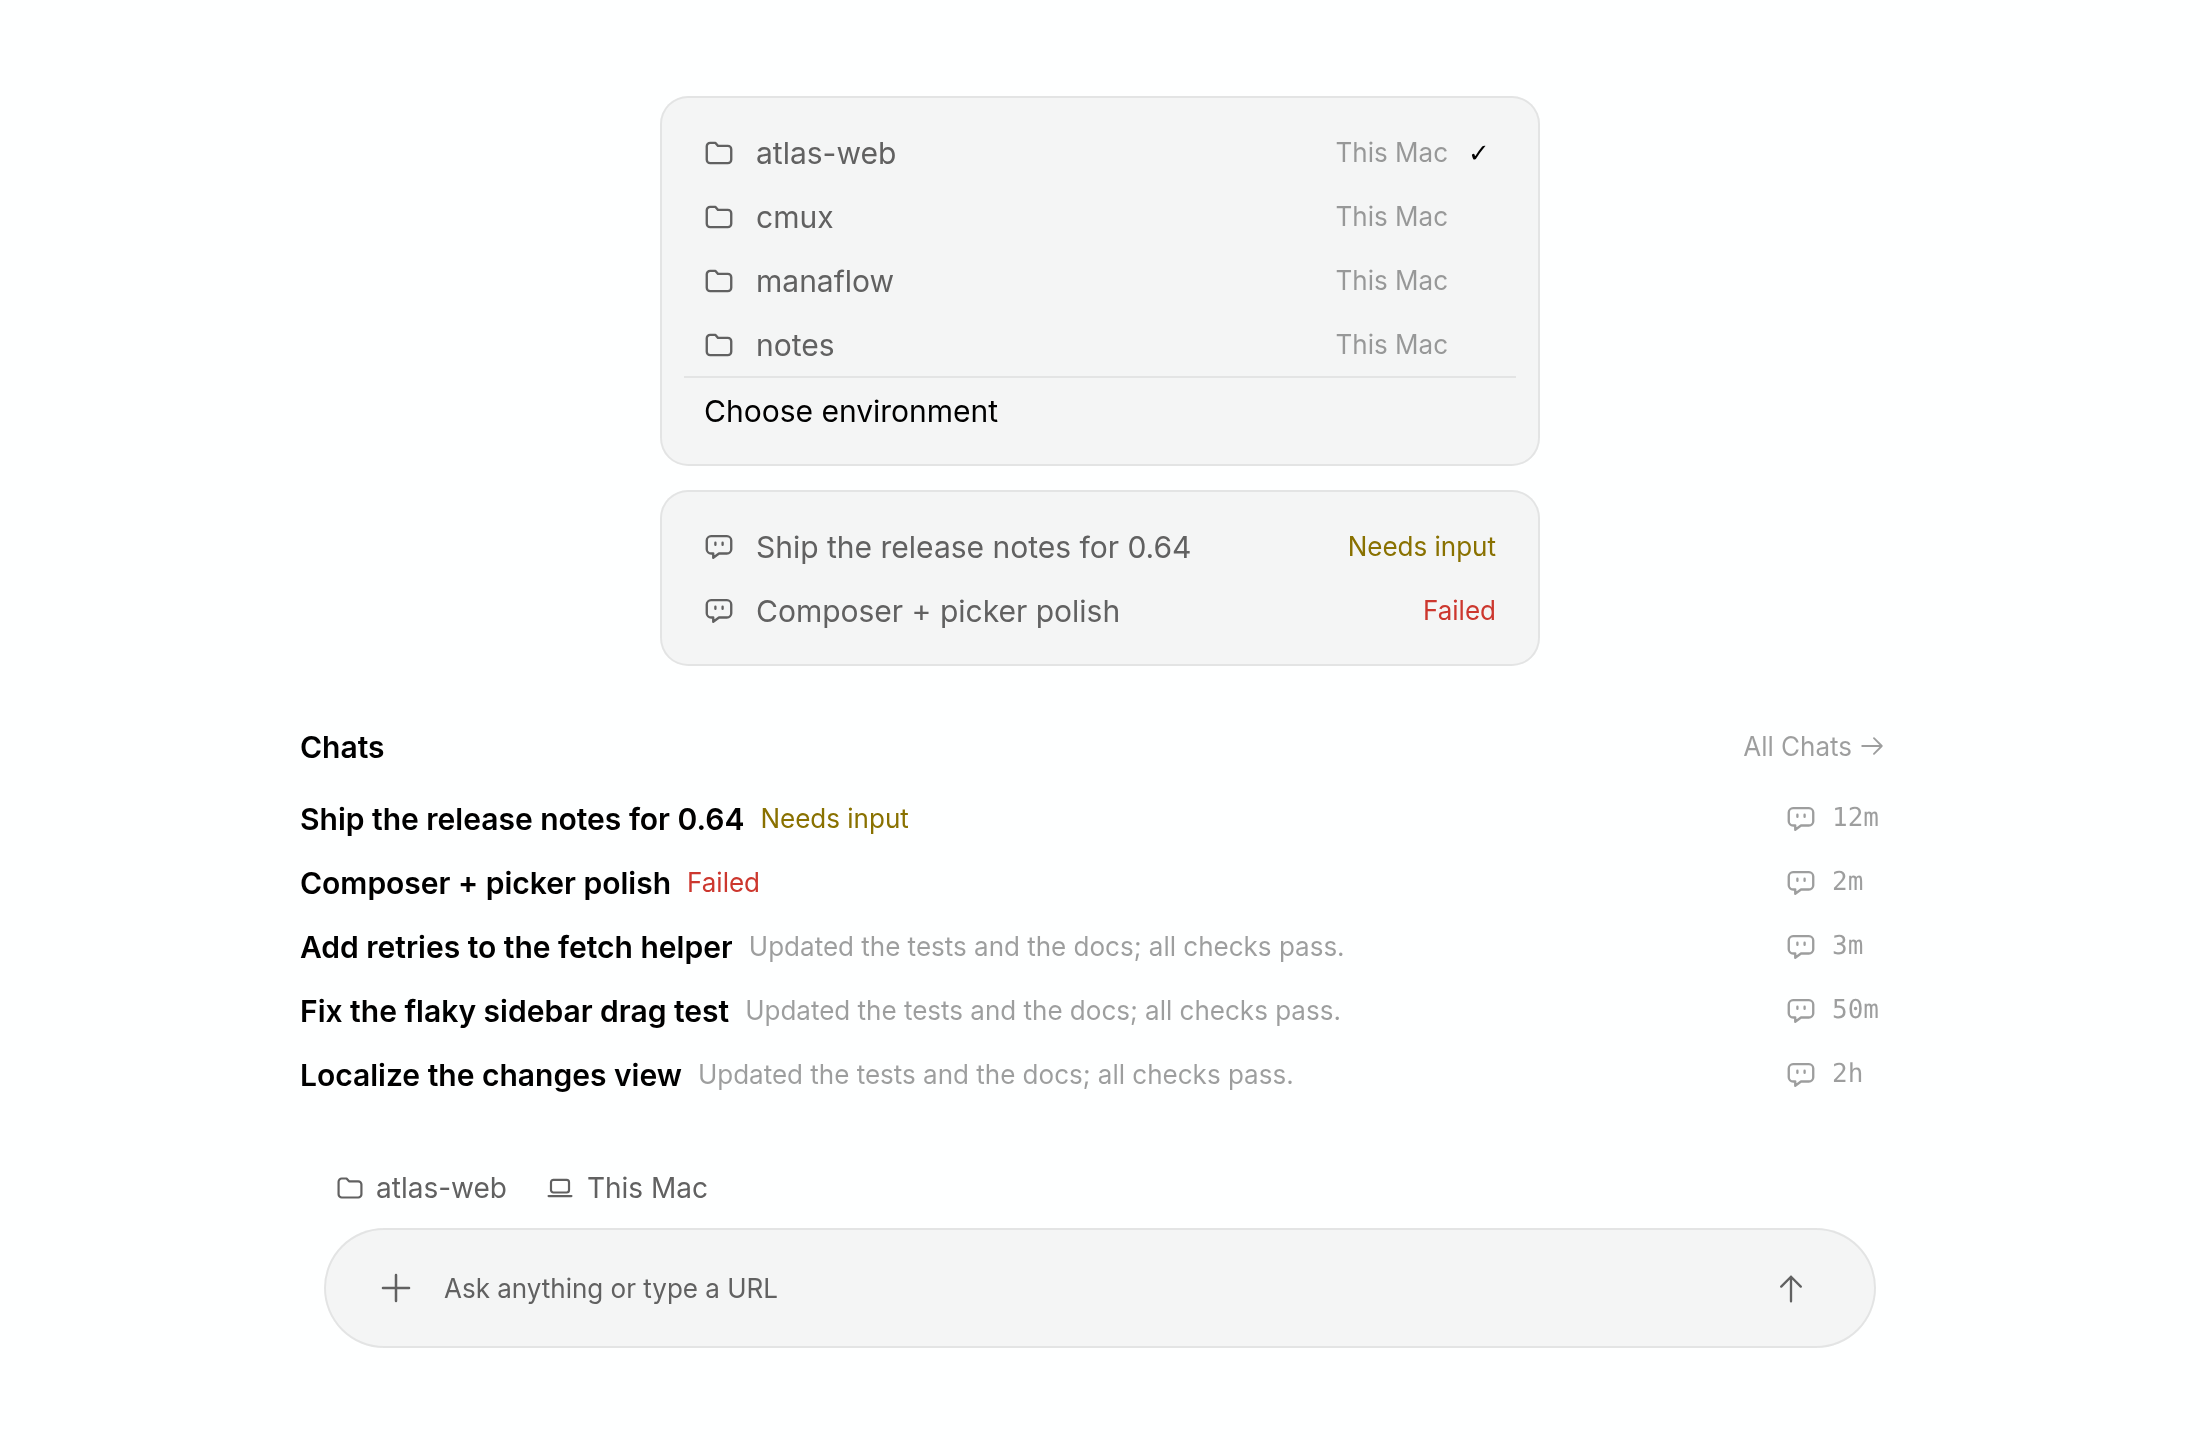 atlas-web This Mac ✓
cmux This Mac
manaflow This Mac
notes This Mac
Choose environment
Ship the release notes for 0.64 Needs input
Composer + picker polish Failed
Chats All Chats →
Ship the release notes for 0.64 Needs input 12m
Composer + picker polish Failed 2m
Add retries to the fetch helper Updated the tests and the docs; all checks pass. 3m
Fix the flaky sidebar drag test Updated the tests and the docs; all checks pass. 50m
Localize the changes view Updated the tests and the docs; all checks pass. 2h
atlas-web This Mac
Ask anything or type a URL